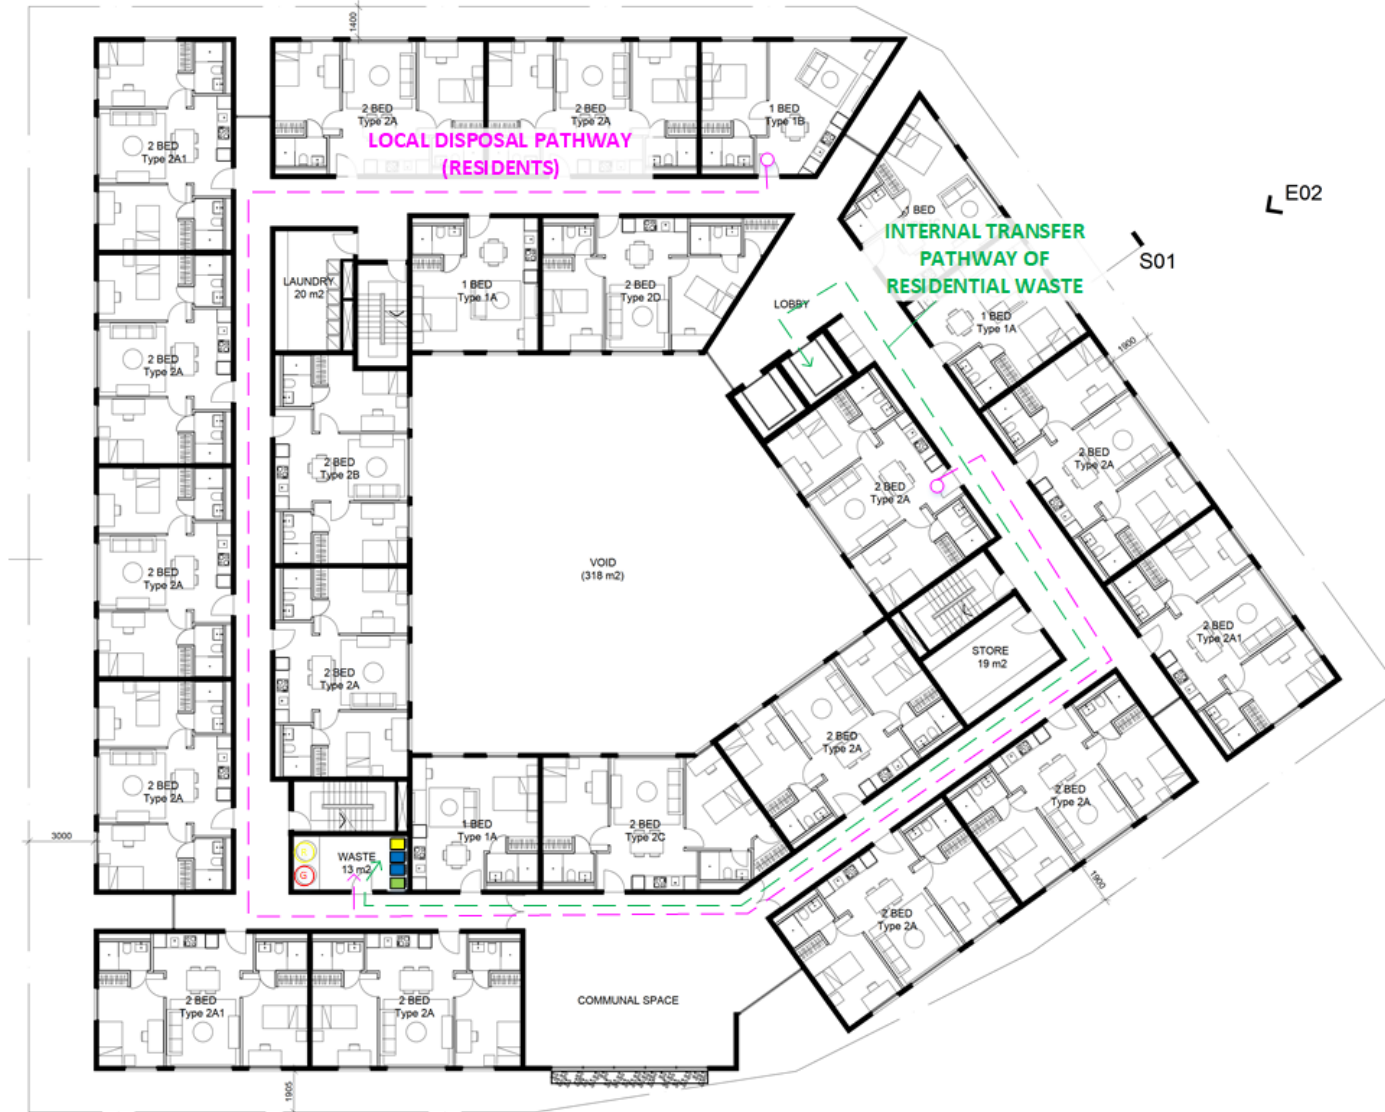 1400
2 BED
Type 2A
2 BED
Type 2A
1 BED
Type 1B
LOCAL DISPOSAL PATHWAY
(RESIDENTS)
2 BED
Type 2A1
E02
S01
1 BED
INTERNAL TRANSFER
PATHWAY OF
RESIDENTIAL WASTE
LAUNDRY
20 m2
1 BED
Type 1A
2 BED
Type 2D
LOBBY
1 BED
Type 1A
1900
2 BED
Type 2A
2 BED
Type 2B
2 BED
Type 2A
2 BED
Type 2A
2 BED
Type 2A
VOID
(318 m2)
2 BED
Type 2A1
STORE
19 m2
2 BED
Type 2A
2 BED
Type 2A
2 BED
Type 2A
2 BED
Type 2A
3000
1 BED
Type 1A
2 BED
Type 2C
WASTE
13 m2
G
1900
2 BED
Type 2A
2 BED
Type 2A1
2 BED
Type 2A
COMMUNAL SPACE
1905